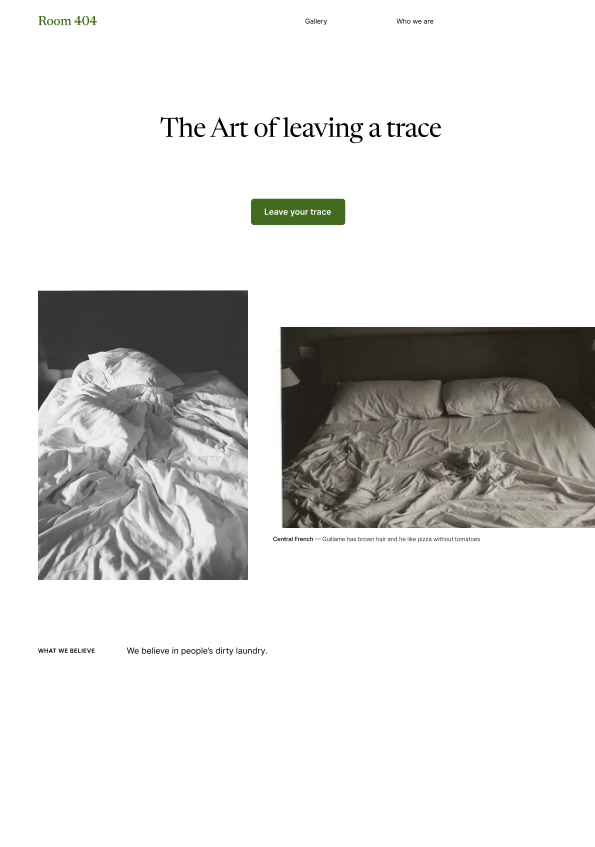 Room 404
Gallery
Who we are
The Art of leaving a trace
Leave your trace
Central French — Guillame has brown hair and he like pizza without tomatoes
WHAT WE BELIEVE
We believe in people's dirty laundry.